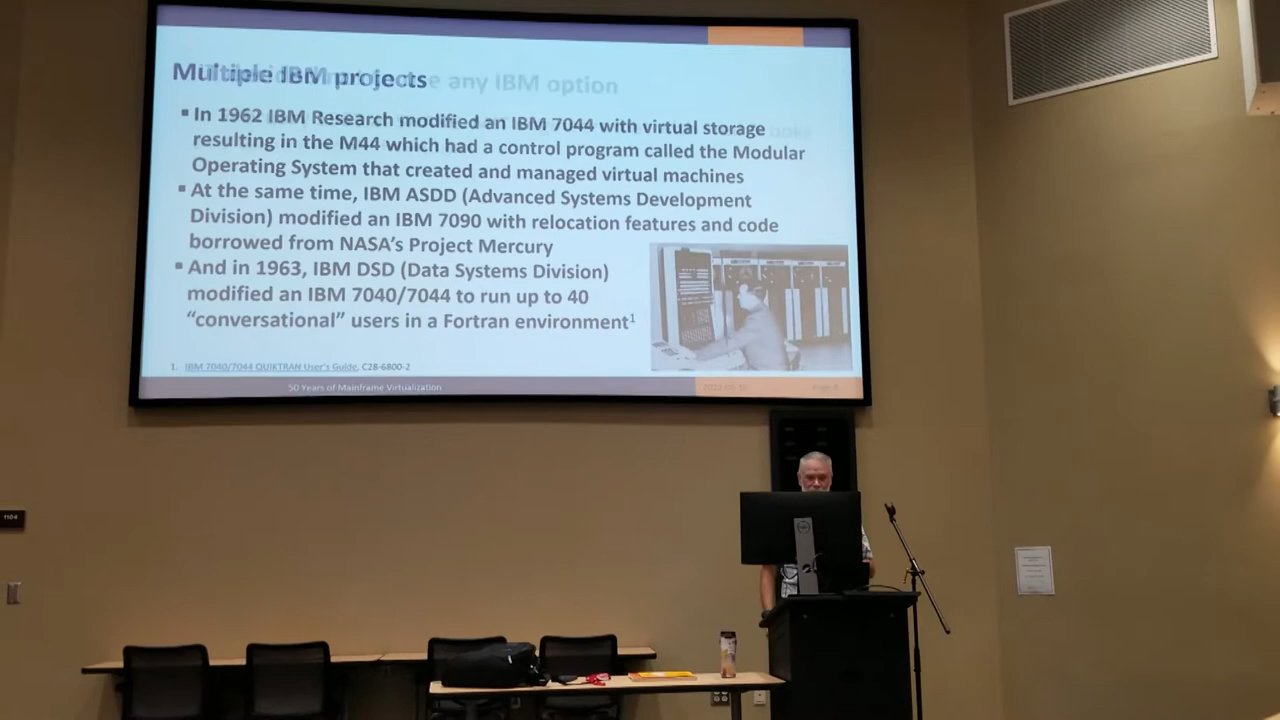 Multiple IBM projects
e any IBM option
▪ In 1962 IBM Research modified an IBM 7044 with virtual storage
resulting in the M44 which had a control program called the Modular
Operating System that created and managed virtual machines
▪ At the same time, IBM ASDD (Advanced Systems Development
Division) modified an IBM 7090 with relocation features and code
borrowed from NASA's Project Mercury
▪ And in 1963, IBM DSD (Data Systems Division)
modified an IBM 7040/7044 to run up to 40
"conversational" users in a Fortran environment¹
1. IBM 7040/7044 QUIKTRAN User's Guide, C28-6800-2
50 Years of Mainframe Virtualization